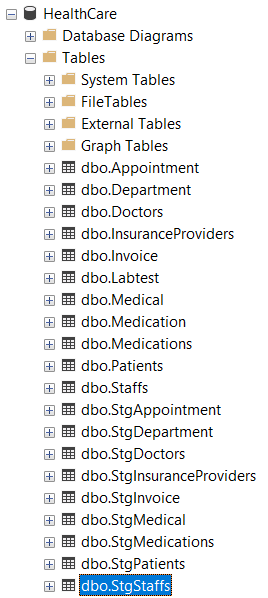 HealthCare
Database Diagrams
Tables
System Tables
FileTables
External Tables
Graph Tables
dbo.Appointment
dbo.Department
dbo.Doctors
dbo.InsuranceProviders
dbo.Invoice
dbo.Labtest
dbo.Medical
dbo.Medication
dbo.Medications
dbo.Patients
dbo.Staffs
dbo.StgAppointment
dbo.StgDepartment
dbo.StgDoctors
dbo.StgInsuranceProviders
dbo.StgInvoice
dbo.StgMedical
dbo.StgMedications
dbo.StgPatients
dbo.StgStaffs